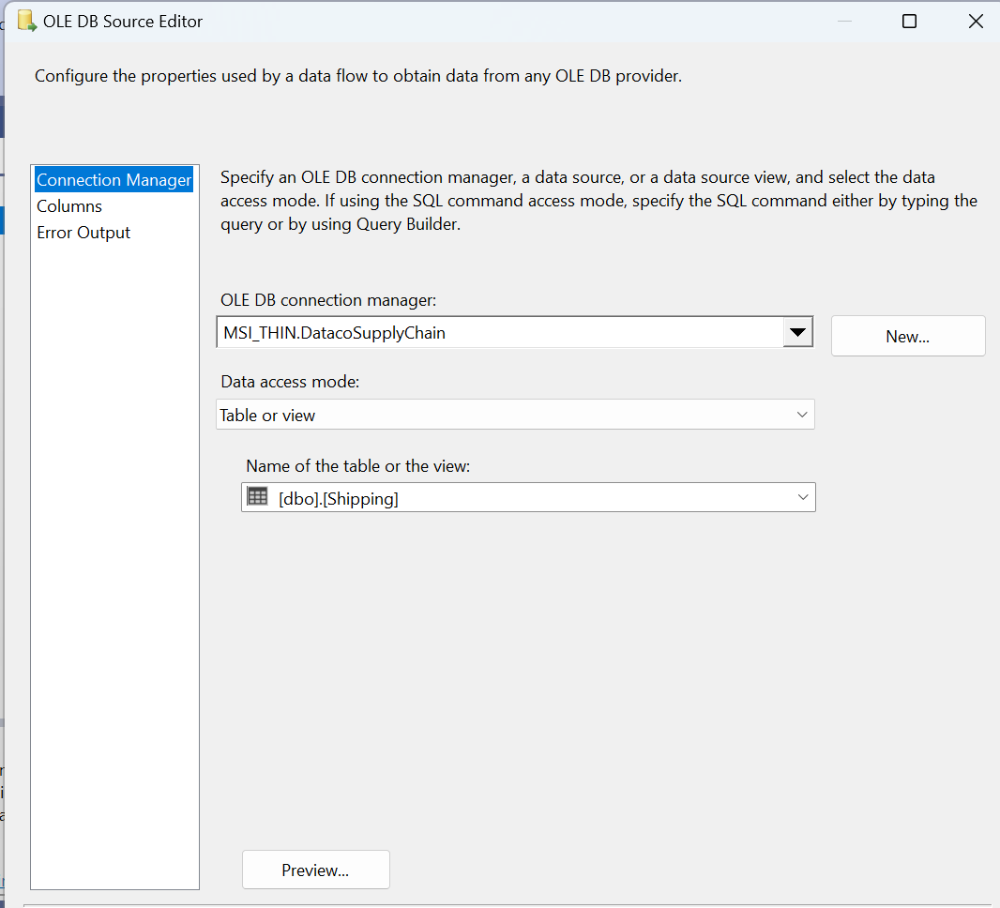 OLE DB Source Editor
Configure the properties used by a data flow to obtain data from any OLE DB provider.
Connection Manager
Columns
Error Output
Specify an OLE DB connection manager, a data source, or a data source view, and select the data
access mode. If using the SQL command access mode, specify the SQL command either by typing the
query or by using Query Builder.
OLE DB connection manager:
MSI_THIN.DatacoSupplyChain
New...
Data access mode:
Table or view
Name of the table or the view:
[dbo].[Shipping]
Preview...